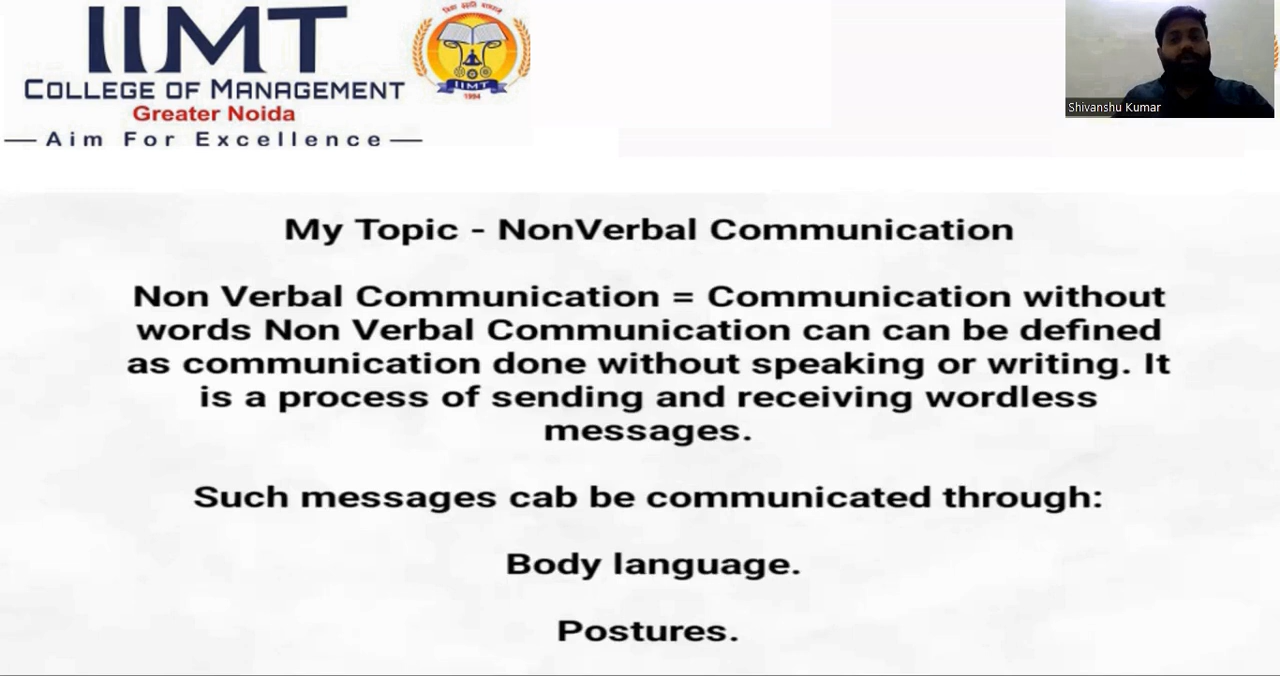 IIMT
COLLEGE OF MANAGEMENT
Greater Noida
Aim For Excellence
IIMT
1994
Shivanshu Kumar
My Topic - NonVerbal Communication
Non Verbal Communication = Communication without
words Non Verbal Communication can can be defined
as communication done without speaking or writing. It
is a process of sending and receiving wordless
messages.
Such messages cab be communicated through:
Body language.
Postures.